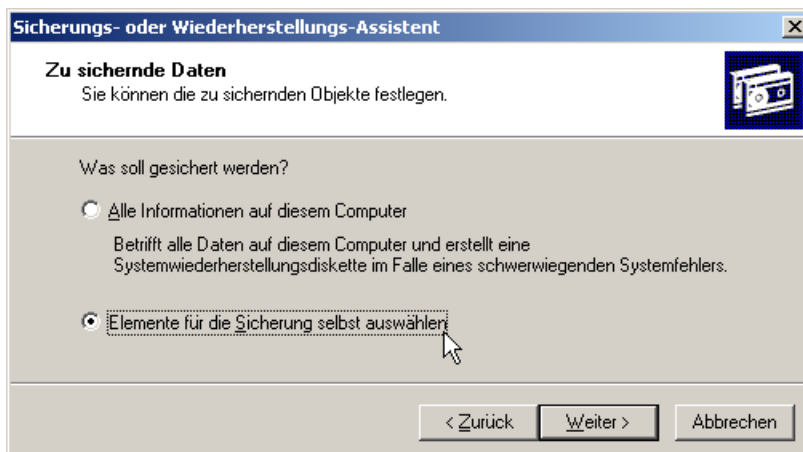 Sicherungs- oder Wiederherstellungs-Assistent
Zu sichernde Daten
Sie können die zu sichernden Objekte festlegen.
Was soll gesichert werden?
Alle Informationen auf diesem Computer
Betrifft alle Daten auf diesem Computer und erstellt eine
Systemwiederherstellungsdiskette im Falle eines schwerwiegenden Systemfehlers.
Elemente für die Sicherung selbst auswählen
< Zurück Weiter > Abbrechen